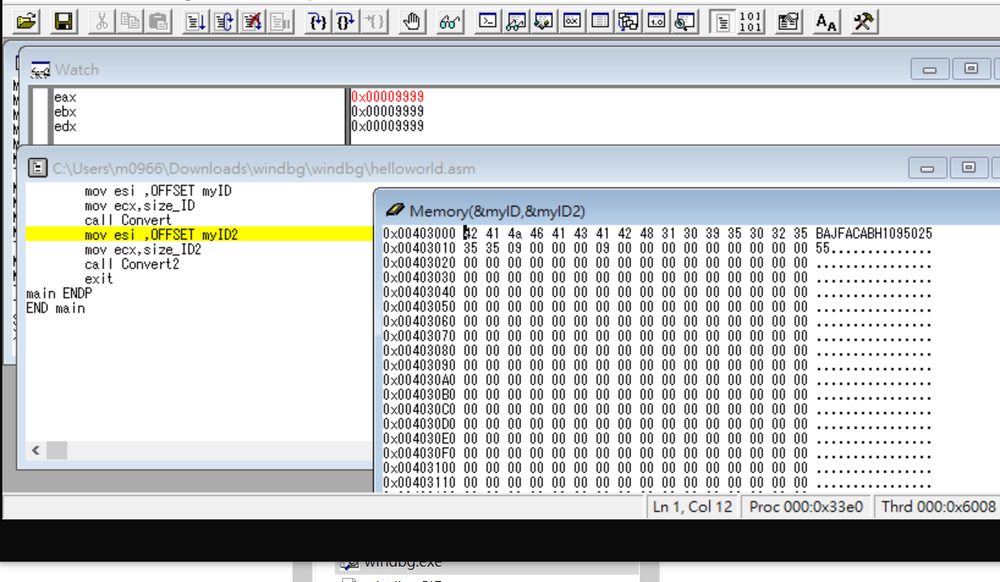 101
101
AA
Watch
eax 0x00009999
ebx 0x00009999
edx 0x00009999
C:\Users\m0966\Downloads\windbg\windbg\helloworld.asm
mov esi ,OFFSET myID
mov ecx,size_ID
call Convert
mov esi ,OFFSET myID2
mov ecx,size_ID2
call Convert2
exit
main ENDP
END main
Memory(&myID,&myID2)
0x00403000 42 41 4a 46 41 43 41 42 48 31 30 39 35 30 32 35 BAJFACABH1095025
0x00403010 35 35 09 00 00 00 09 00 00 00 00 00 00 00 00 00 55..............
0x00403020 00 00 00 00 00 00 00 00 00 00 00 00 00 00 00 00 ................
0x00403030 00 00 00 00 00 00 00 00 00 00 00 00 00 00 00 00 ................
0x00403040 00 00 00 00 00 00 00 00 00 00 00 00 00 00 00 00 ................
0x00403050 00 00 00 00 00 00 00 00 00 00 00 00 00 00 00 00 ................
0x00403060 00 00 00 00 00 00 00 00 00 00 00 00 00 00 00 00 ................
0x00403070 00 00 00 00 00 00 00 00 00 00 00 00 00 00 00 00 ................
0x00403080 00 00 00 00 00 00 00 00 00 00 00 00 00 00 00 00 ................
0x00403090 00 00 00 00 00 00 00 00 00 00 00 00 00 00 00 00 ................
0x004030A0 00 00 00 00 00 00 00 00 00 00 00 00 00 00 00 00 ................
0x004030B0 00 00 00 00 00 00 00 00 00 00 00 00 00 00 00 00 ................
0x004030C0 00 00 00 00 00 00 00 00 00 00 00 00 00 00 00 00 ................
0x004030D0 00 00 00 00 00 00 00 00 00 00 00 00 00 00 00 00 ................
0x004030E0 00 00 00 00 00 00 00 00 00 00 00 00 00 00 00 00 ................
0x004030F0 00 00 00 00 00 00 00 00 00 00 00 00 00 00 00 00 ................
0x00403100 00 00 00 00 00 00 00 00 00 00 00 00 00 00 00 00 ................
0x00403110 00 00 00 00 00 00 00 00 00 00 00 00 00 00 00 00 ................
Ln 1, Col 12 Proc 000:0x33e0 Thrd 000:0x6008
windbg.exe